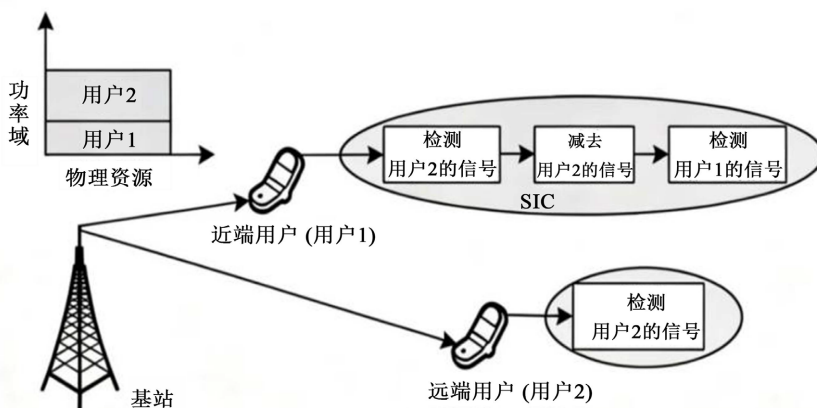 功率域
用户2
用户1
物理资源
检测
用户2的信号
减去
用户2的信号
检测
用户1的信号
SIC
近端用户 (用户1)
检测
用户2的信号
远端用户 (用户2)
基站